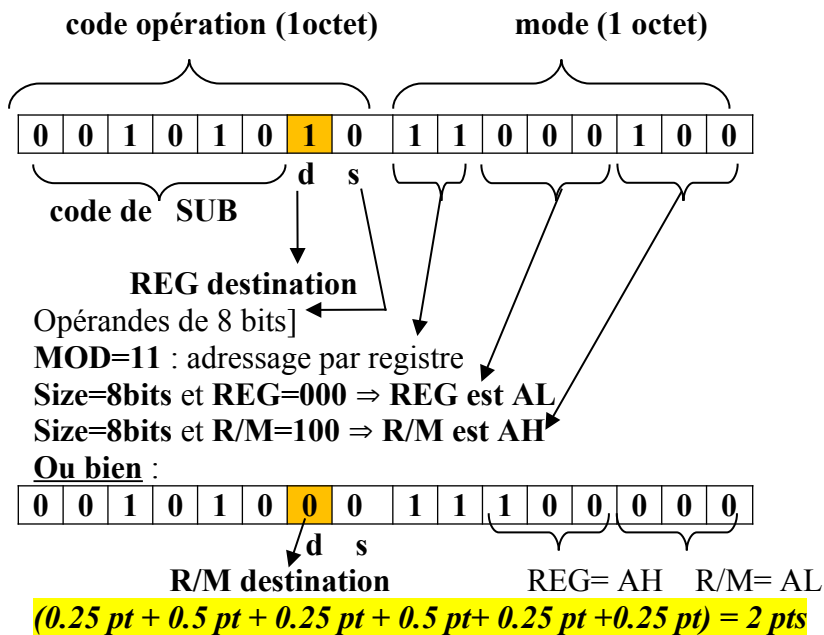 code opération (1octet) mode (1 octet)
0 0 1 0 1 0 1 0 1 1 0 0 0 1 0 0
d s
code de SUB
REG destination
Opérandes de 8 bits]
MOD=11 : adressage par registre
Size=8bits et REG=000 ⇒ REG est AL
Size=8bits et R/M=100 ⇒ R/M est AH
Ou bien :
0 0 1 0 1 0 0 0 1 1 1 0 0 0 0 0
d s
R/M destination REG= AH R/M= AL
(0.25 pt + 0.5 pt + 0.25 pt + 0.5 pt+ 0.25 pt +0.25 pt) = 2 pts